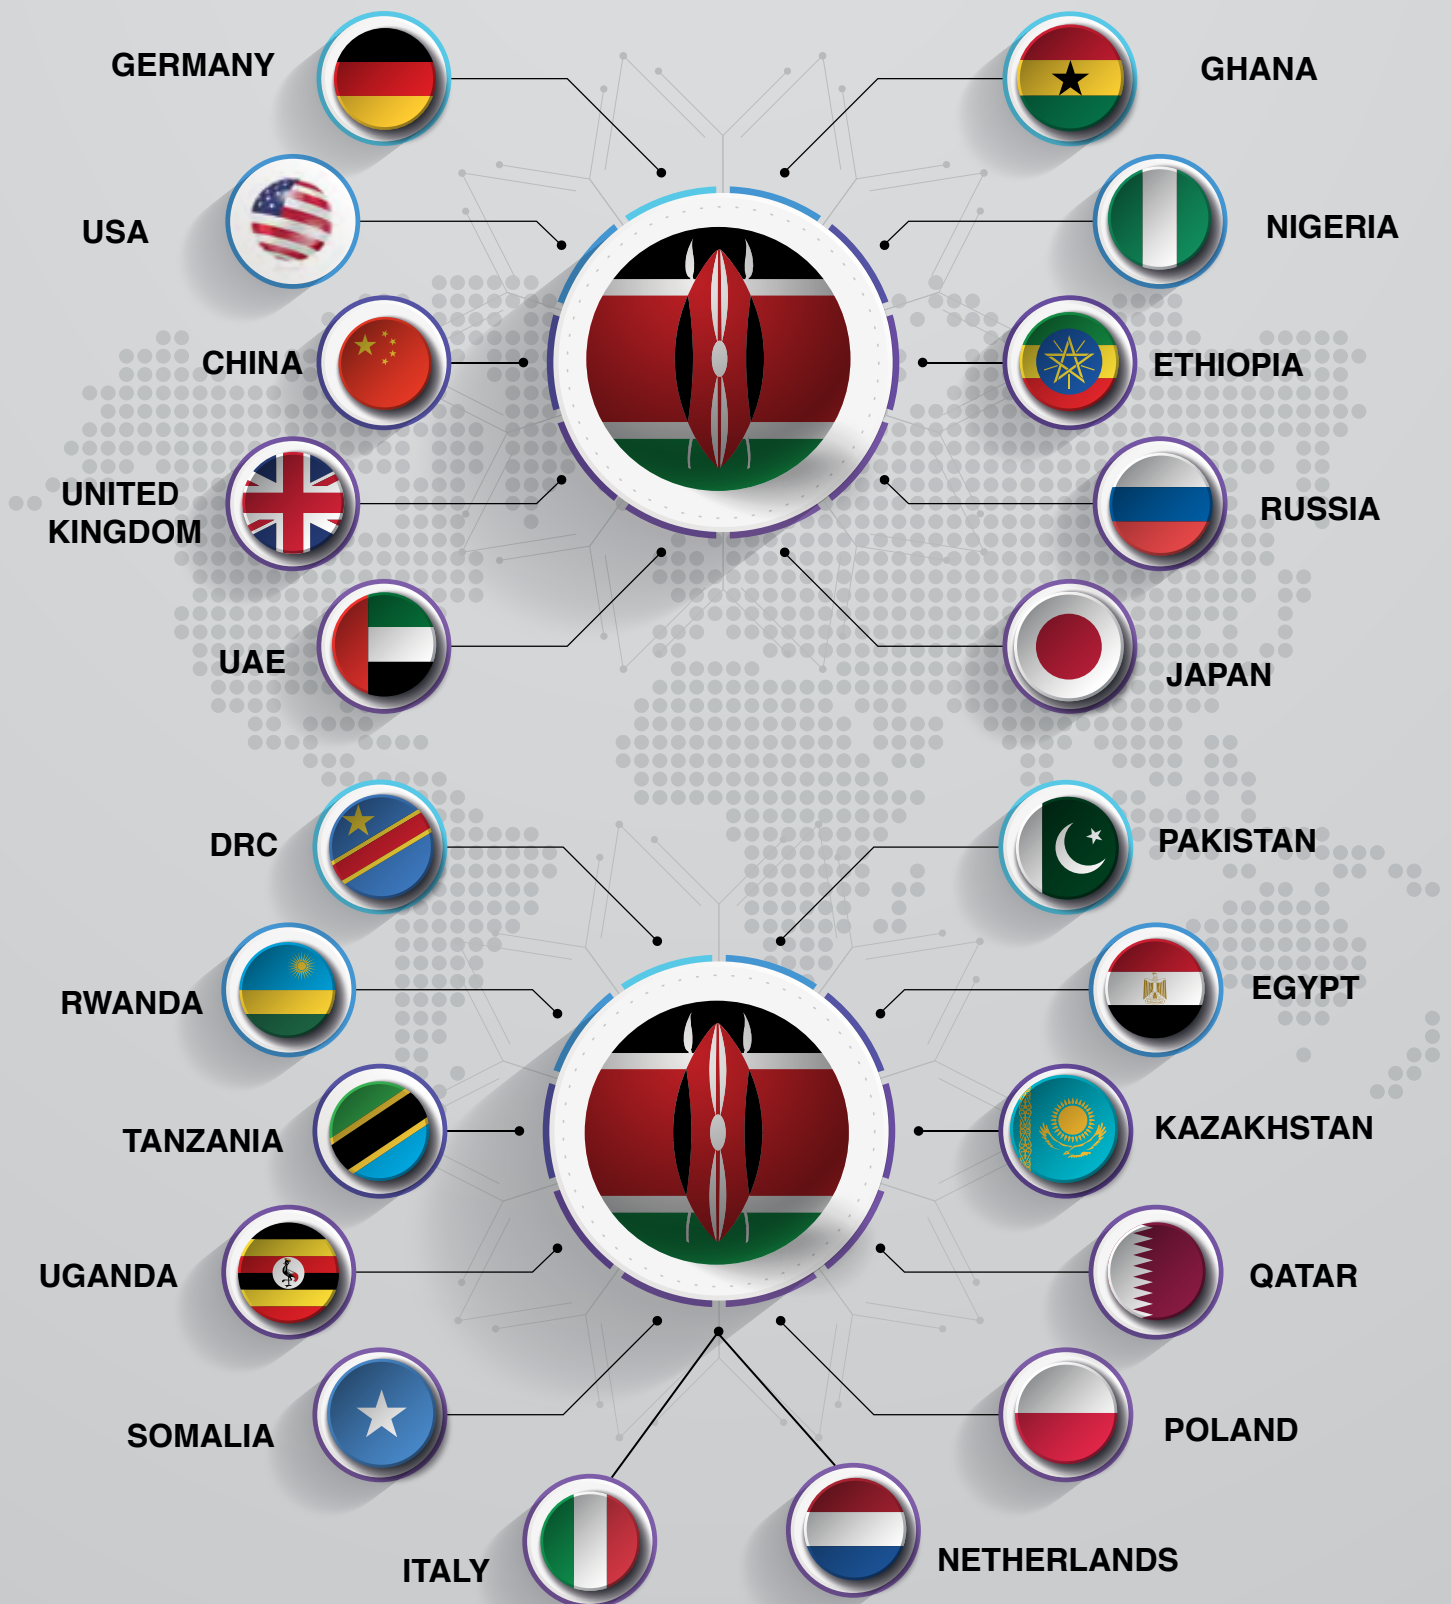 GERMANY
GHANA
USA
NIGERIA
CHINA
ETHIOPIA
UNITED
KINGDOM
RUSSIA
UAE
JAPAN
DRC
PAKISTAN
RWANDA
EGYPT
TANZANIA
KAZAKHSTAN
UGANDA
QATAR
SOMALIA
POLAND
ITALY
NETHERLANDS